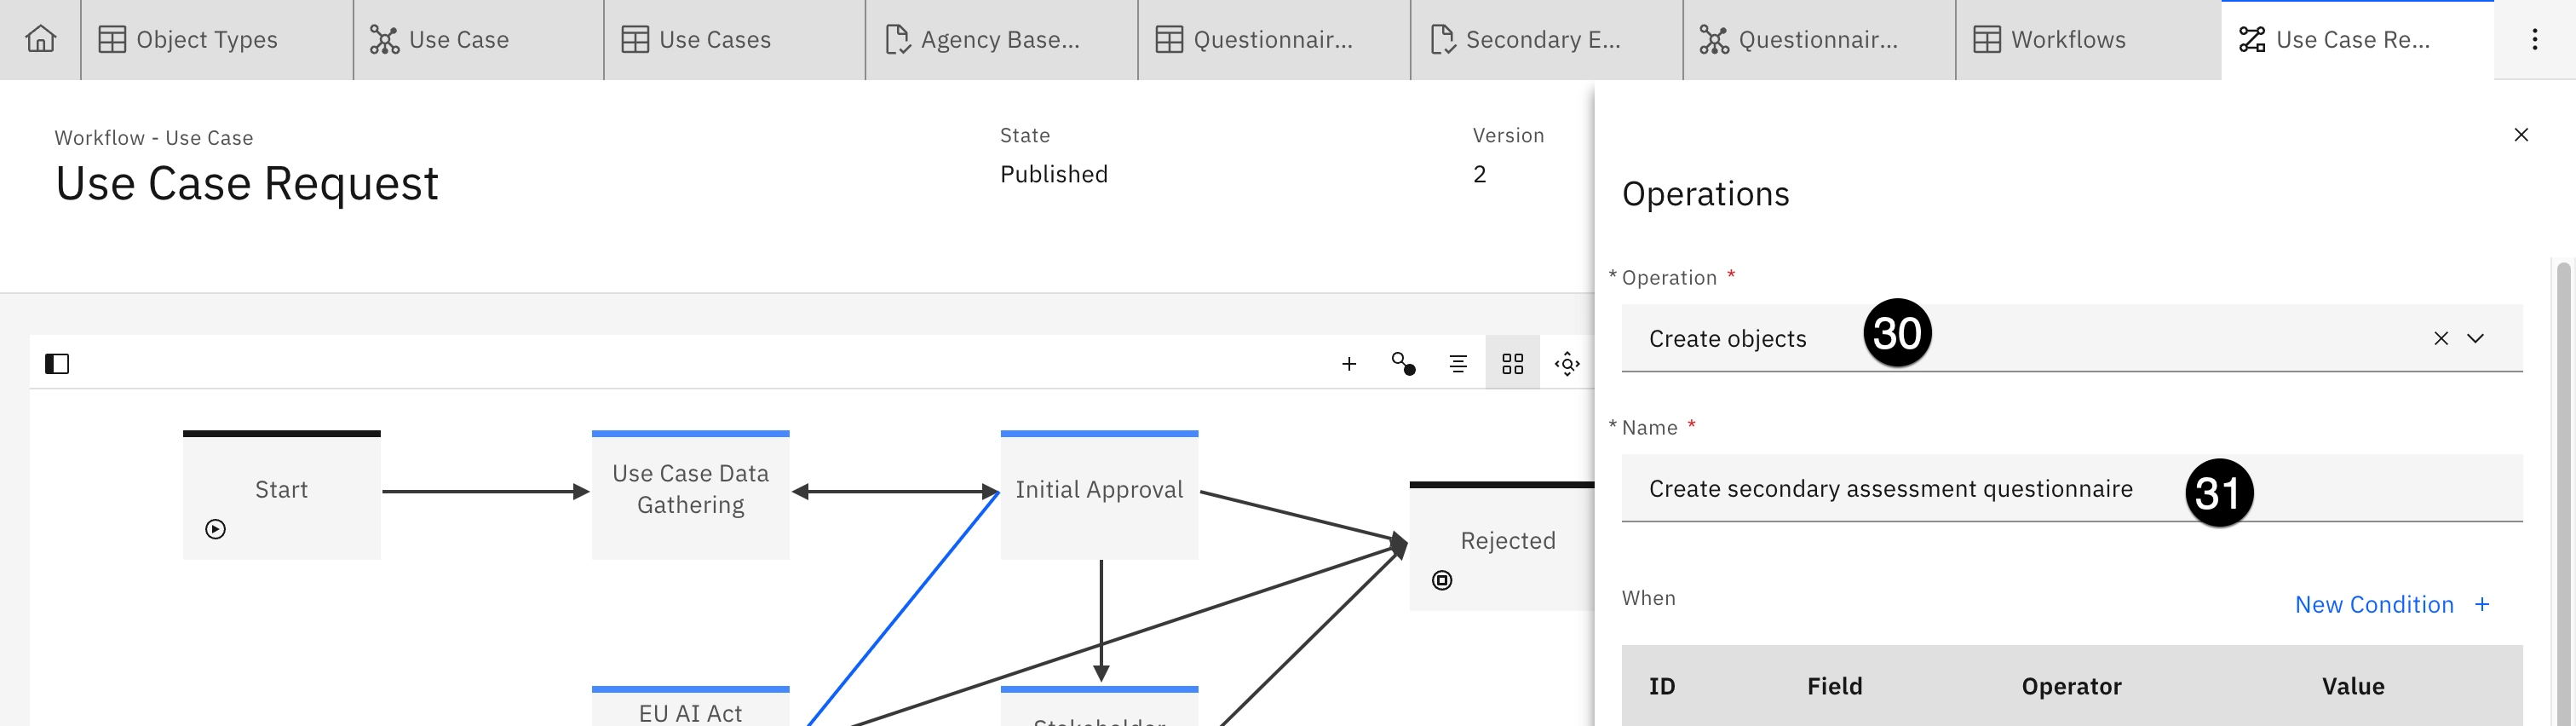 Object Types
Use Case
Use Cases
Agency Base...
Questionnair...
Secondary E...
Questionnair...
Workflows
Use Case Re...
Workflow - Use Case
Use Case Request
State
Published
Version
2
Start
Use Case Data
Gathering
Initial Approval
Rejected
EU AI Act
Stakeholder
Operations
* Operation *
Create objects
30
* Name *
Create secondary assessment questionnaire
31
When
New Condition +
ID Field Operator Value